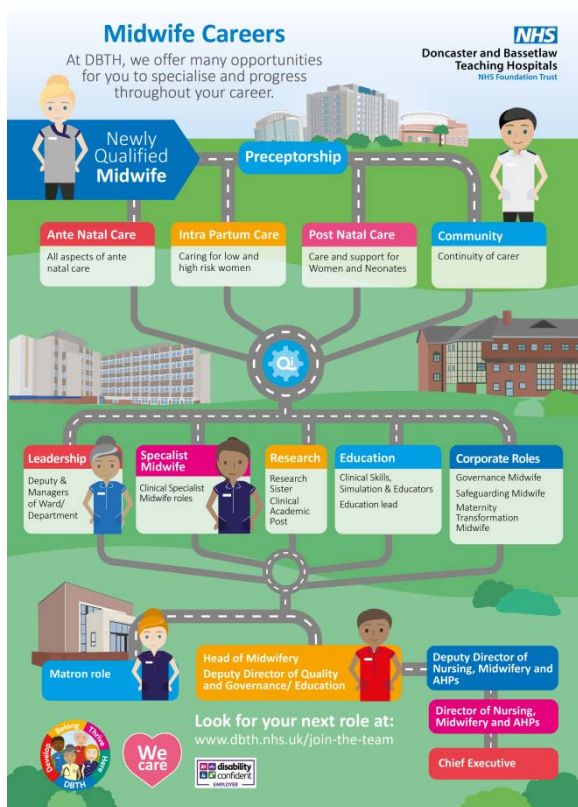 Midwife Careers
At DBTH, we offer many opportunities
for you to specialise and progress
throughout your career.
NHS
Doncaster and Bassetlaw
Teaching Hospitals
NHS Foundation Trust
Newly
Qualified
Midwife
Preceptorship
Ante Natal Care
All aspects of ante
natal care
Intra Partum Care
Caring for low and
high risk women
Post Natal Care
Care and support for
Women and Neonates
Community
Continuity of carer
Qi
Leadership
Deputy &
Managers
of Ward/
Department
Specalist
Midwife
Clinical Specialist
Midwife roles
Research
Research
Sister
Clinical
Academic
Post
Education
Clinical Skills,
Simulation & Educators
Education lead
Corporate Roles
Governance Midwife
Safeguarding Midwife
Maternity
Transformation
Midwife
Matron role
Head of Midwifery
Deputy Director of Quality
and Governance/ Education
Deputy Director of
Nursing, Midwifery and
AHPs
Director of Nursing,
Midwifery and AHPs
Chief Executive
Look for your next role at:
www.dbth.nhs.uk/join-the-team
Develop Belong Thrive Here
DBTH
We
care
disability
confident
EMPLOYER